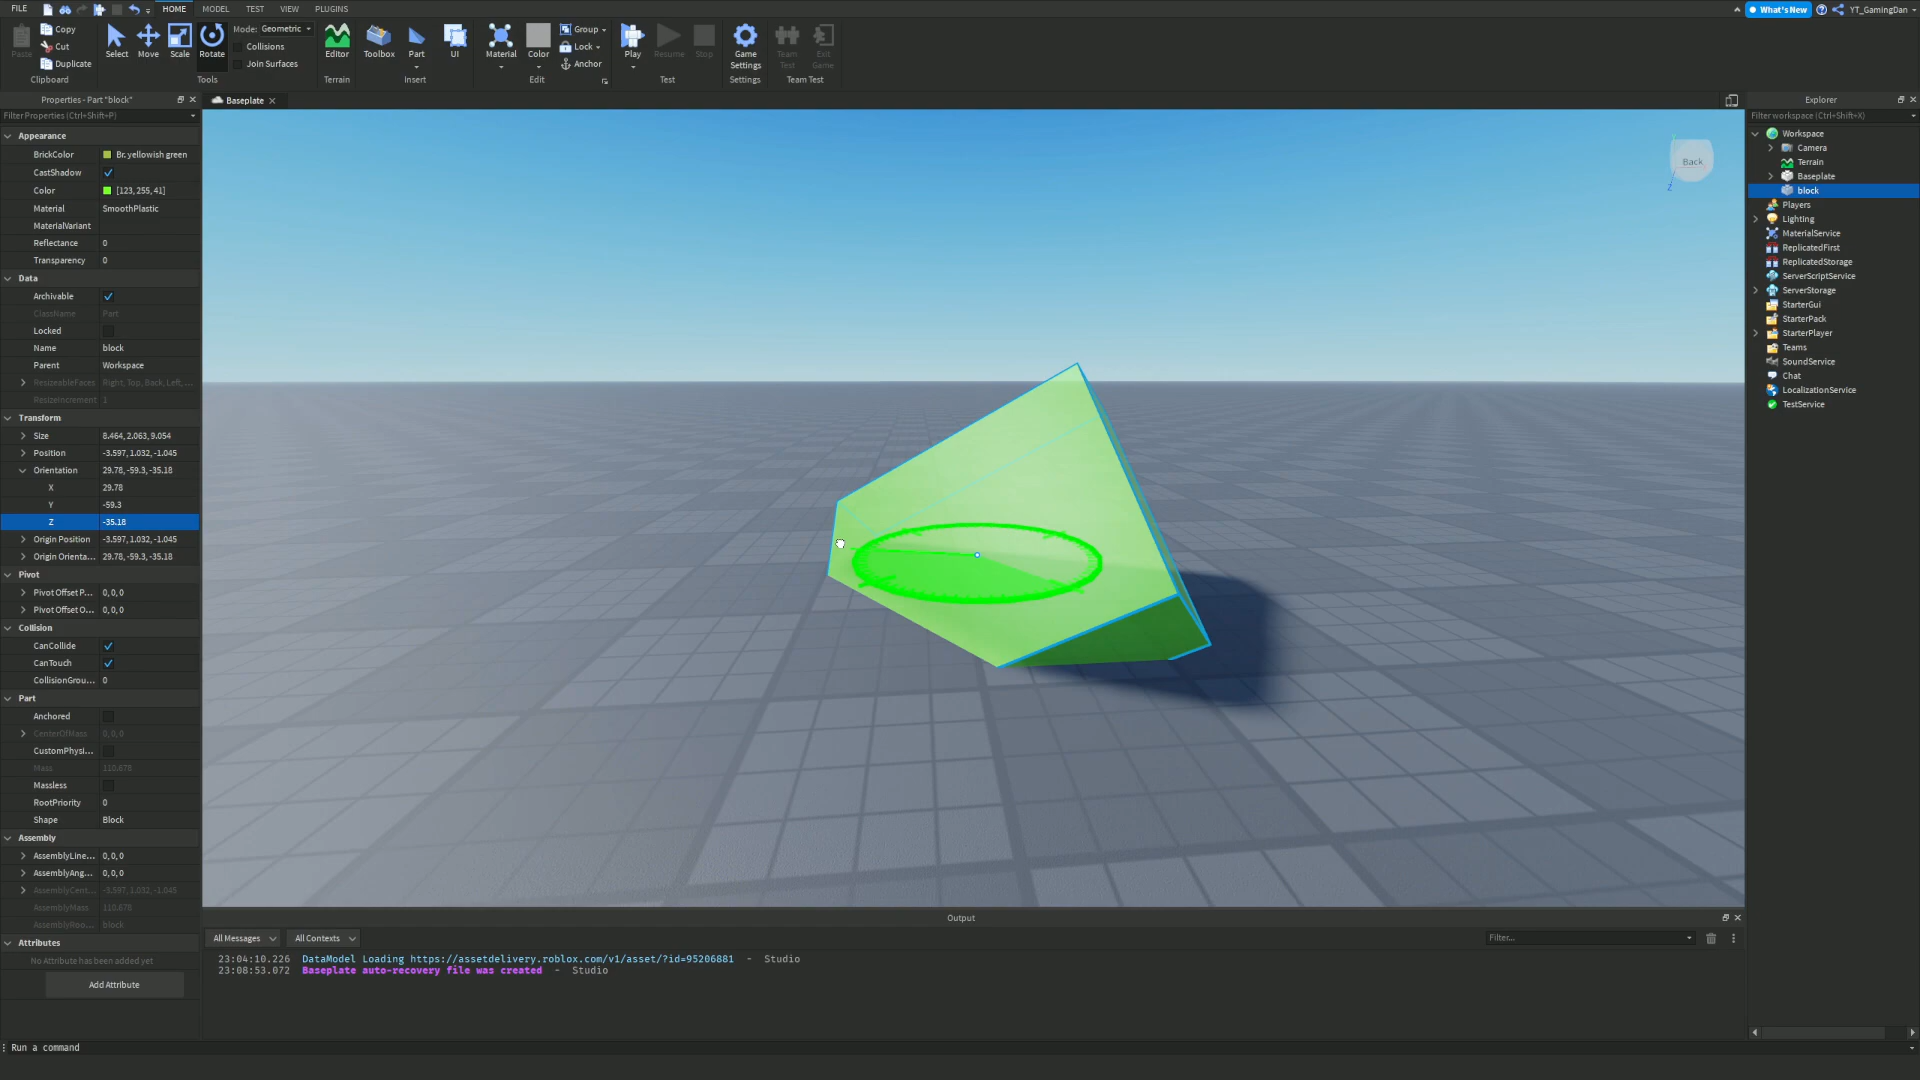 FILE HOME MODEL TEST VIEW PLUGINS What's New YT_GamingDan
Paste Copy Cut Duplicate Clipboard
Select Move Scale Rotate Mode: Geometric Collisions Join Surfaces Tools
Editor Terrain
Toolbox Part UI Insert
Material Color Group Lock Anchor Edit
Play Resume Stop Test
Game Settings Settings
Team Test Exit Game Team Test
Properties - Part "block"
Filter Properties (Ctrl+Shift+P)
Appearance
BrickColor Br. yellowish green
CastShadow
Color [123, 255, 41]
Material SmoothPlastic
MaterialVariant
Reflectance 0
Transparency 0
Data
Archivable
ClassName Part
Locked
Name block
Parent Workspace
ResizeableFaces Right, Top, Back, Left, ...
ResizeIncrement 1
Transform
Size 8.464, 2.063, 9.054
Position -3.597, 1.032, -1.045
Orientation 29.78, -59.3, -35.18
X 29.78
Y -59.3
Z -35.18
Origin Position -3.597, 1.032, -1.045
Origin Orienta... 29.78, -59.3, -35.18
Pivot
Pivot Offset P... 0, 0, 0
Pivot Offset O... 0, 0, 0
Collision
CanCollide
CanTouch
CollisionGrou... 0
Part
Anchored
CenterOfMass 0, 0, 0
CustomPhysi...
Mass 110.678
Massless
RootPriority 0
Shape Block
Assembly
AssemblyLine... 0, 0, 0
AssemblyAng... 0, 0, 0
AssemblyCent... -3.597, 1.032, -1.045
AssemblyMass 110.678
AssemblyRoo... block
Attributes
No Attribute has been added yet
Add Attribute
Baseplate
Back
Z
Explorer
Filter workspace (Ctrl+Shift+X)
Workspace
Camera
Terrain
Baseplate
block
Players
Lighting
MaterialService
ReplicatedFirst
ReplicatedStorage
ServerScriptService
ServerStorage
StarterGui
StarterPack
StarterPlayer
Teams
SoundService
Chat
LocalizationService
TestService
Output
All Messages All Contexts Filter...
23:04:10.226 DataModel Loading https://assetdelivery.roblox.com/v1/asset/?id=95206881 - Studio
23:08:53.072 Baseplate auto-recovery file was created - Studio
Run a command